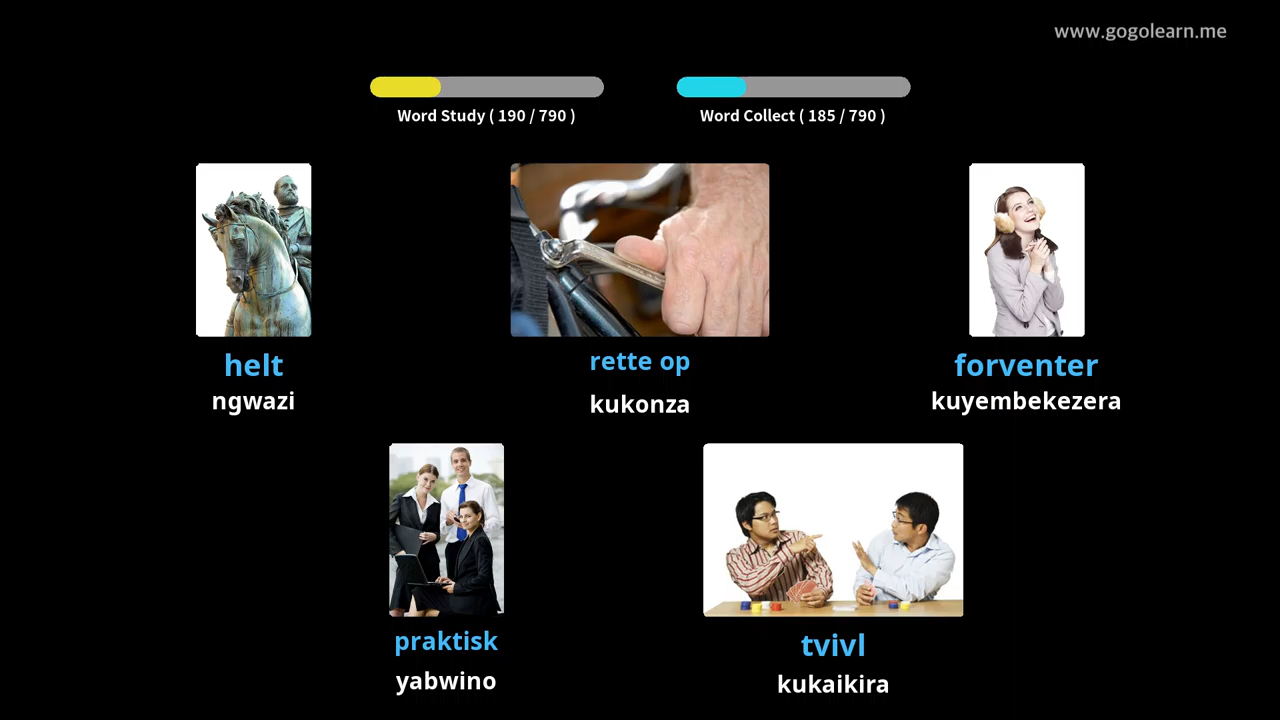 www.gogolearn.me
Word Study ( 190 / 790 )
Word Collect ( 185 / 790 )
helt
ngwazi
rette op
kukonza
forventer
kuyembekezera
praktisk
yabwino
tvivl
kukaikira